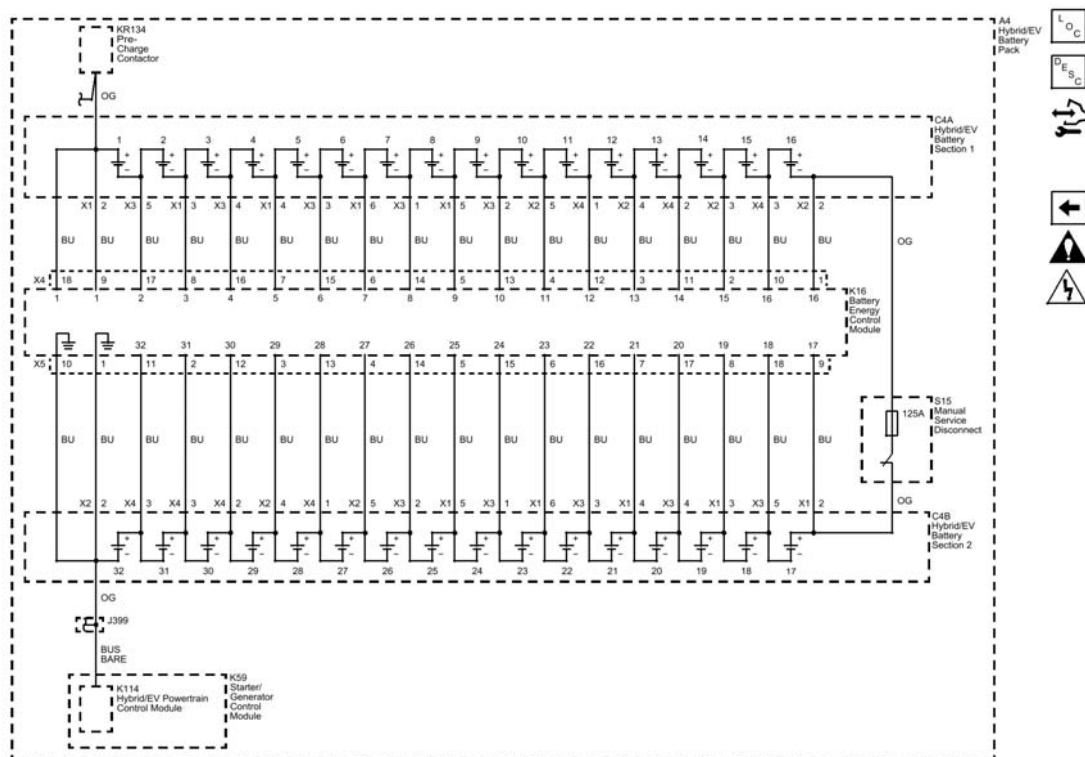 A4
Hybrid/EV
Battery
Pack
L O C
D E S C
KR134
Pre-
Charge
Contactor
OG
C4A
Hybrid/EV
Battery
Section 1
1 2 3 4 5 6 7 8 9 10 11 12 13 14 15 16
+ + + + + + + + + + + + + + + +
- - - - - - - - - - - - - - - -
X1 2 X3 5 X1 3 X3 4 X1 4 X3 3 X1 6 X3 1 X1 5 X3 2 X2 5 X4 1 X2 4 X4 2 X2 3 X4 3 X2 2
BU BU BU BU BU BU BU BU BU BU BU BU BU BU BU BU BU BU OG
X4 18 9 17 8 16 7 15 6 14 5 13 4 12 3 11 2 10 1
1 1 2 3 4 5 6 7 8 9 10 11 12 13 14 15 16 16
K16
Battery
Energy
Control
Module
32 31 30 29 28 27 26 25 24 23 22 21 20 19 18 17
X5 10 1 11 2 12 3 13 4 14 5 15 6 16 7 17 8 18 9
S15
Manual
Service
Disconnect
125A
BU BU BU BU BU BU BU BU BU BU BU BU BU BU BU BU BU BU
OG
X2 2 X4 3 X4 3 X2 2 X2 4 X4 1 X2 5 X3 2 X1 5 X3 1 X1 6 X3 3 X1 4 X3 4 X1 3 X3 5 X1 2
C4B
Hybrid/EV
Battery
Section 2
+ + + + + + + + + + + + + + + +
- - - - - - - - - - - - - - - -
32 31 30 29 28 27 26 25 24 23 22 21 20 19 18 17
OG
J399
BUS
BARE
K59
Starter/
Generator
Control
Module
K114
Hybrid/EV Powertrain
Control Module